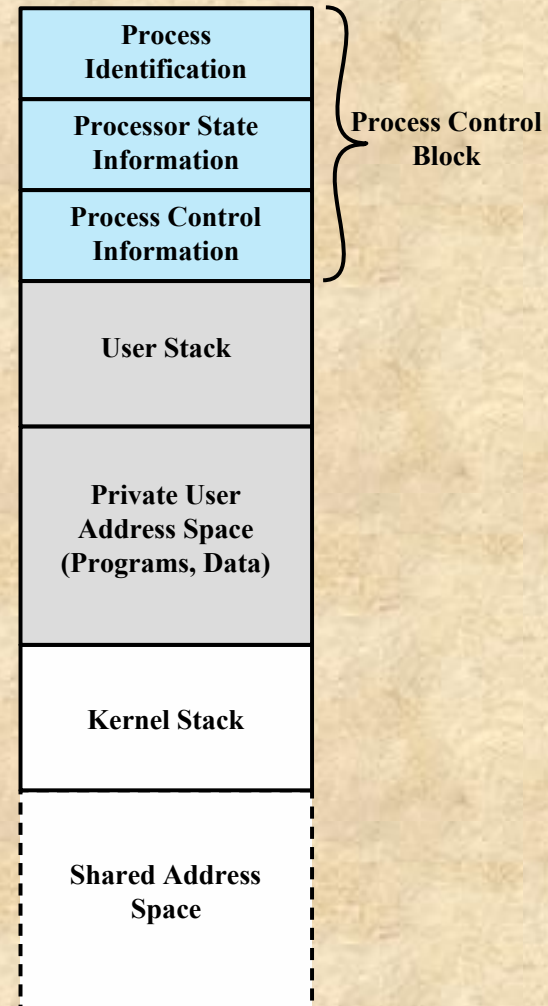 Process
Identification
Processor State
Information
Process Control
Information
Process Control
Block
User Stack
Private User
Address Space
(Programs, Data)
Kernel Stack
Shared Address
Space